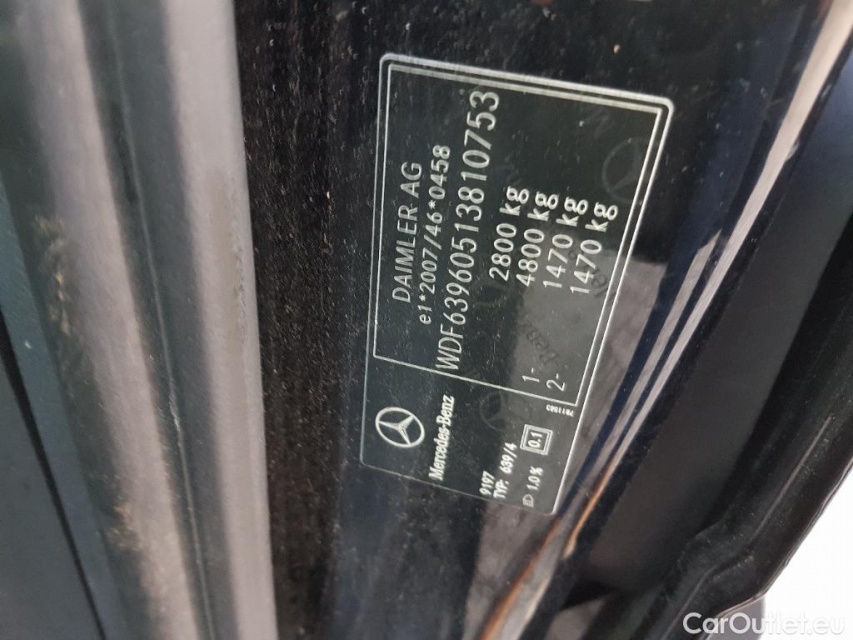 DAIMLER AG
e1*2007/46*0458
WDF63960513810753
2800 kg
4800 kg
1- 1470 kg
2- 1470 kg
Mercedes-Benz
9197
TYP: 639/4
1.0% 0.1
CarOutlet.eu